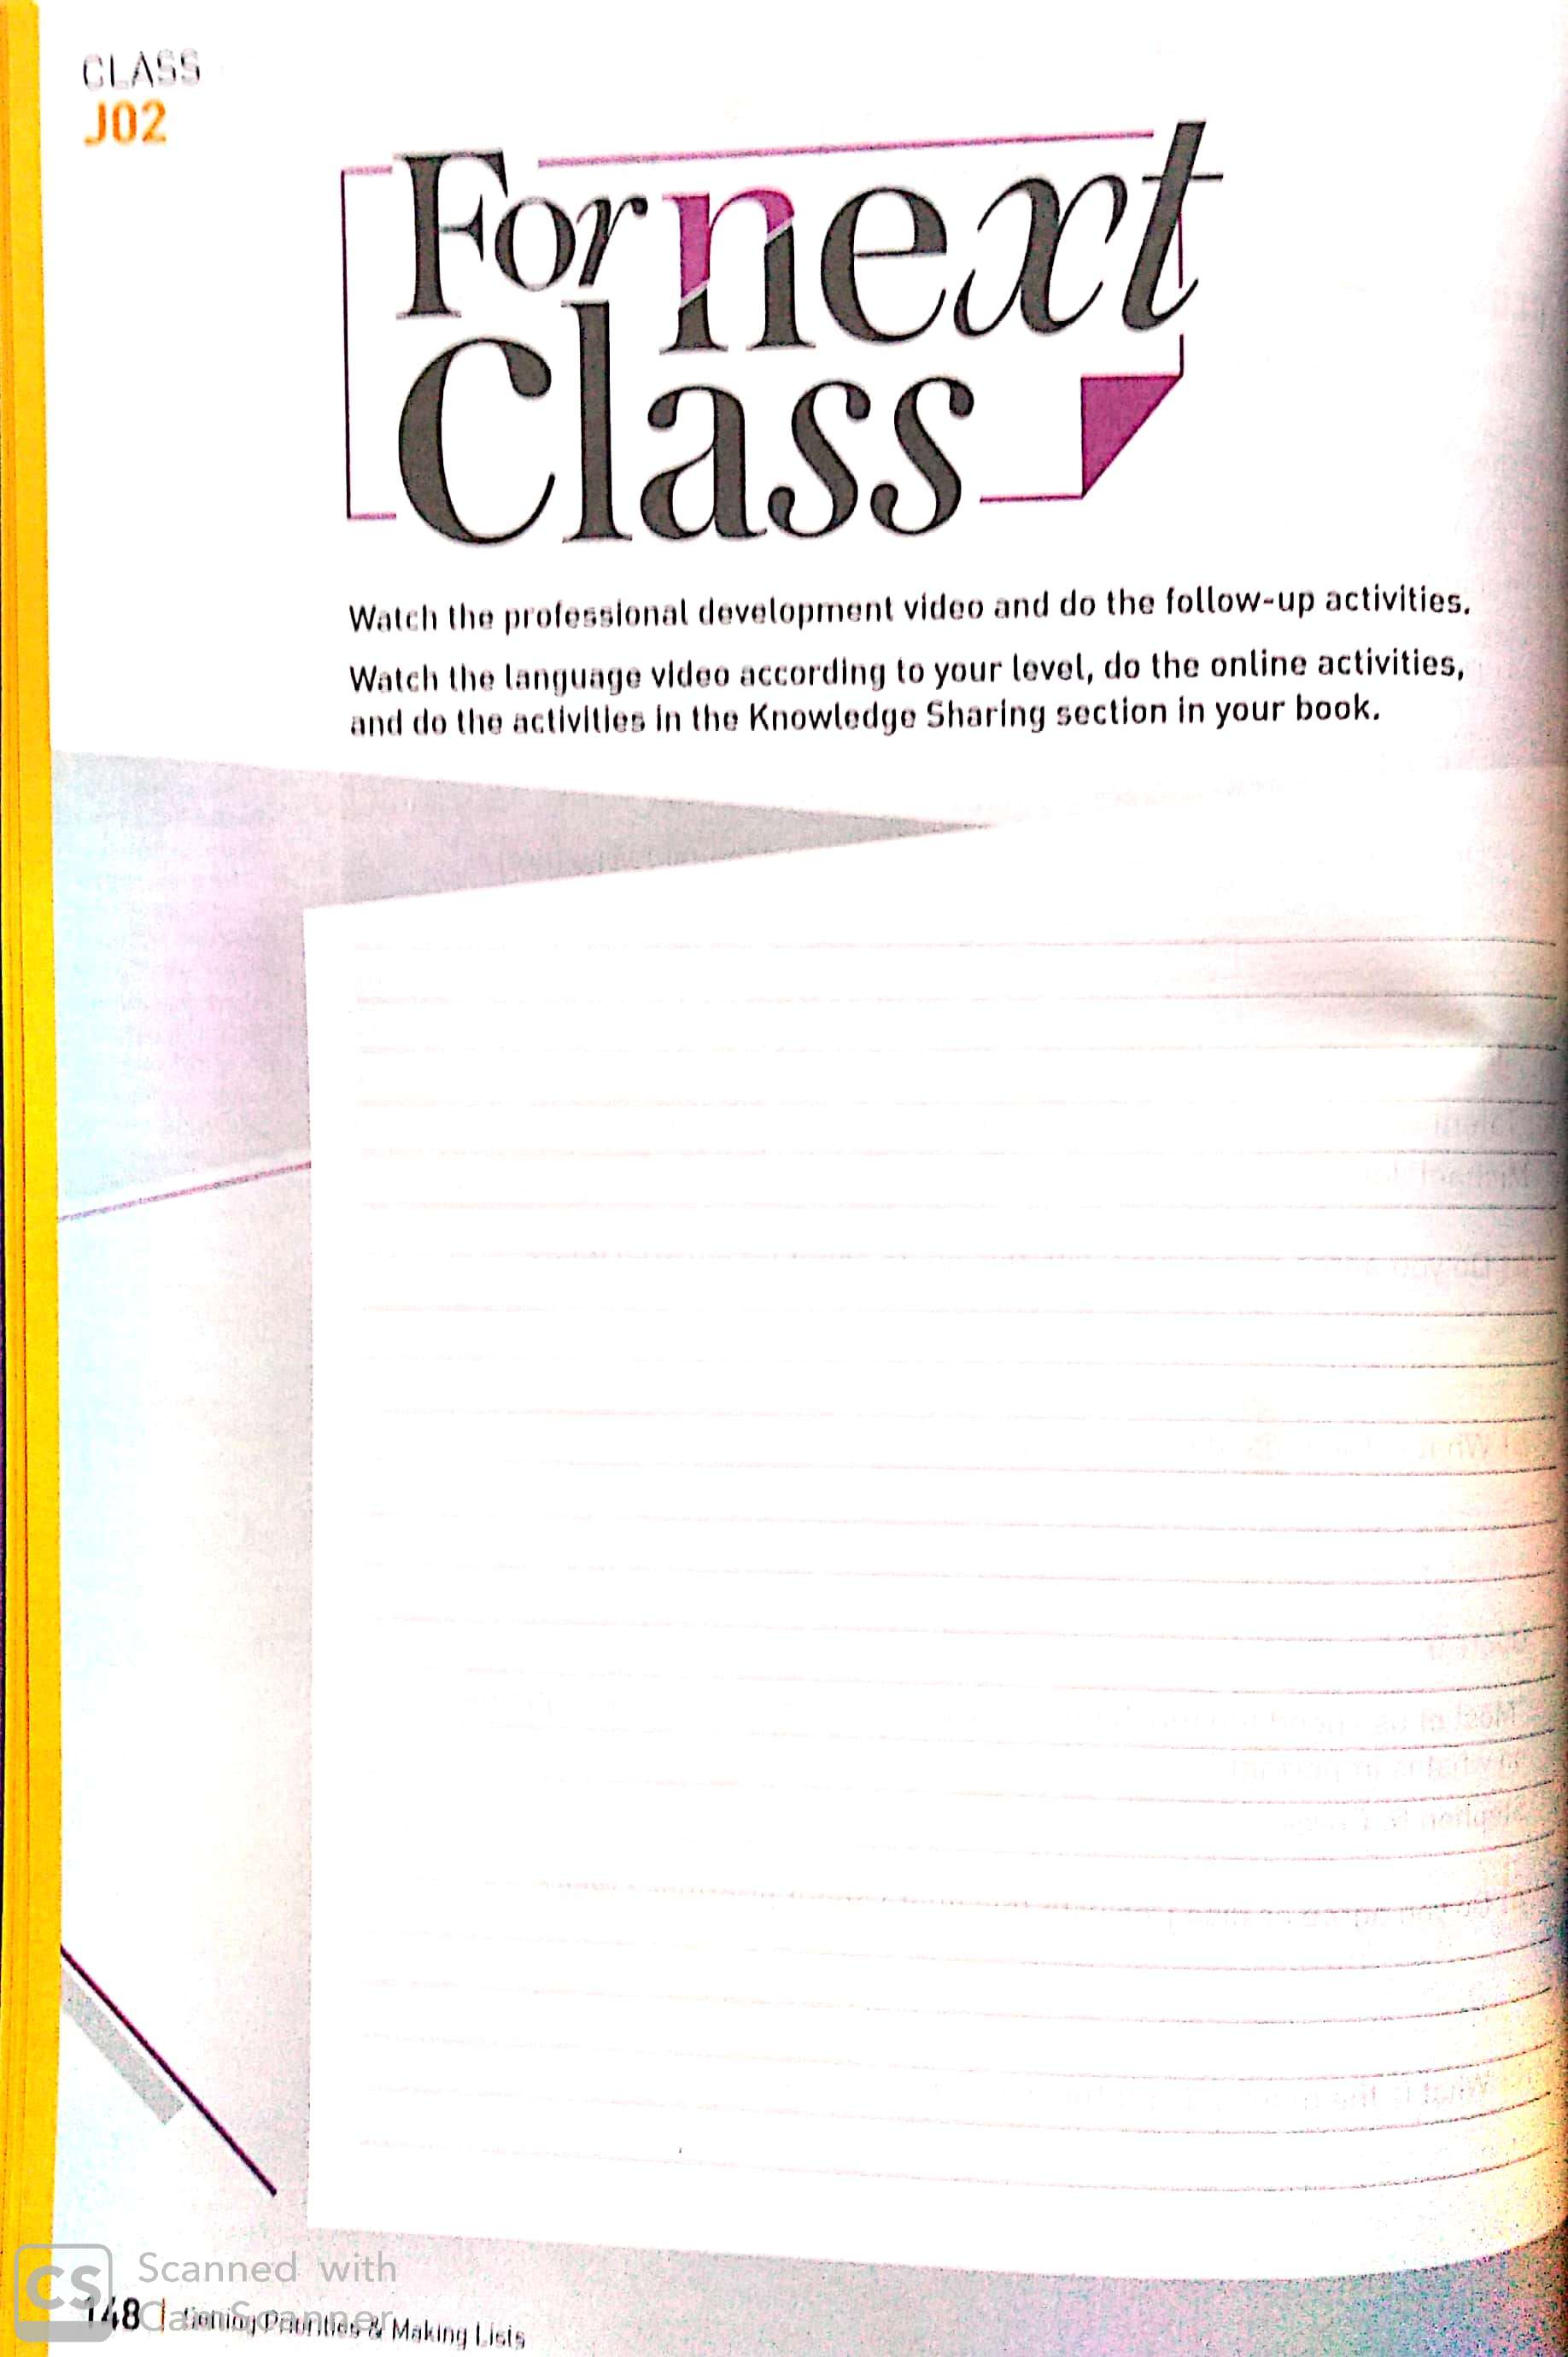 CLASS
J02
For next
Class
Watch the professional development video and do the follow-up activities.
Watch the language video according to your level, do the online activities,
and do the activities in the Knowledge Sharing section in your book.
148 | Setting Priorities & Making Lists
CS
Scanned with
CamScanner